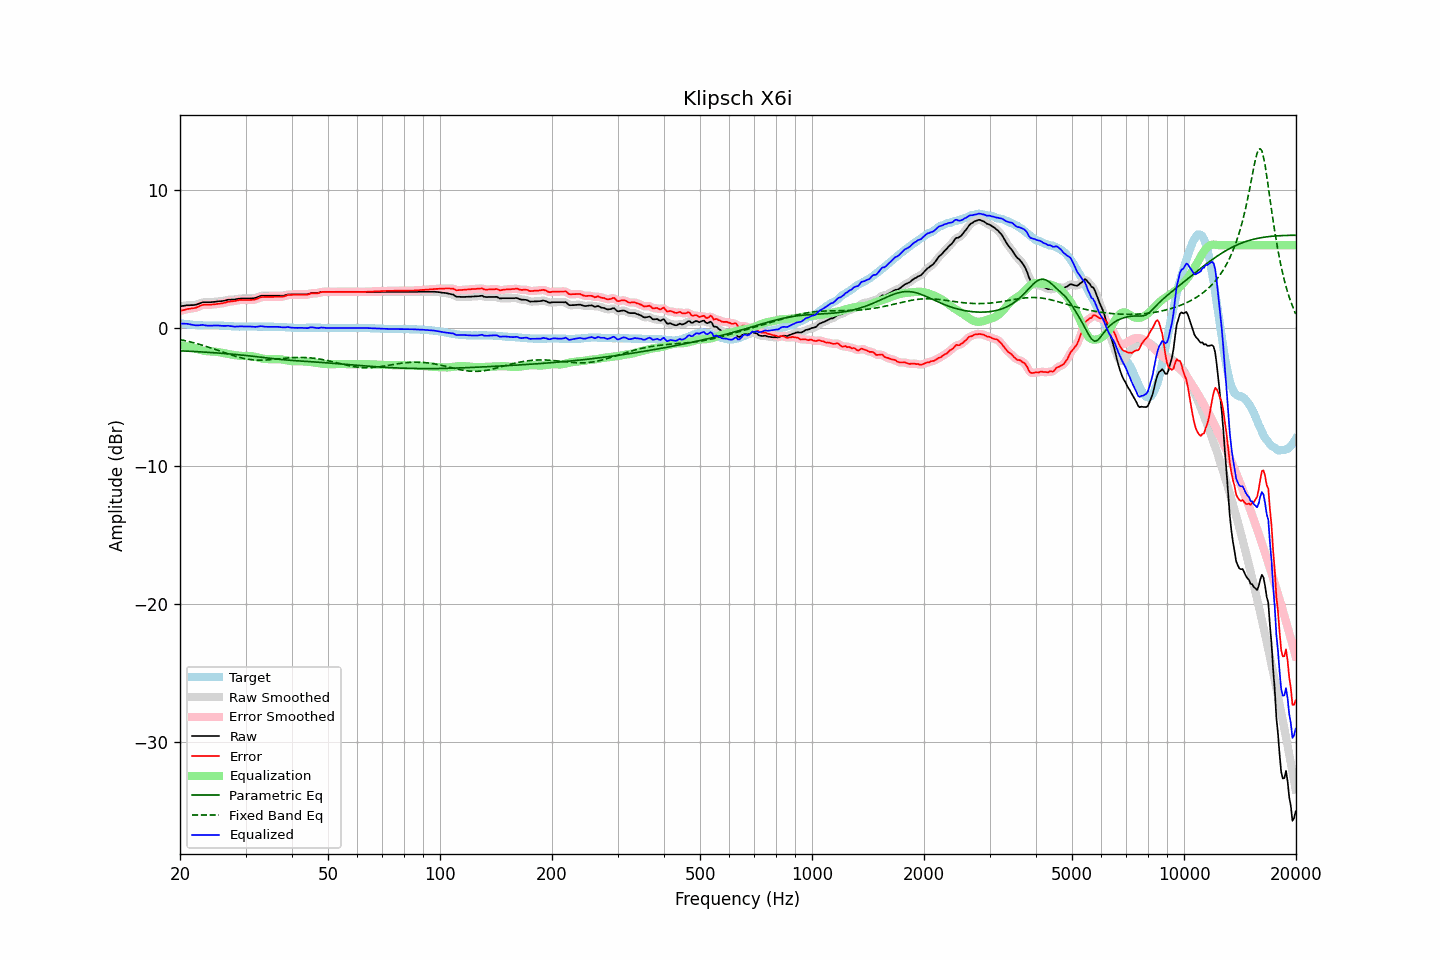 Klipsch X6i
Amplitude (dBr)
10
0
−10
−20
−30
Target
Raw Smoothed
Error Smoothed
Raw
Error
Equalization
Parametric Eq
Fixed Band Eq
Equalized
20
50
100
200
500
1000
2000
5000
10000
20000
Frequency (Hz)